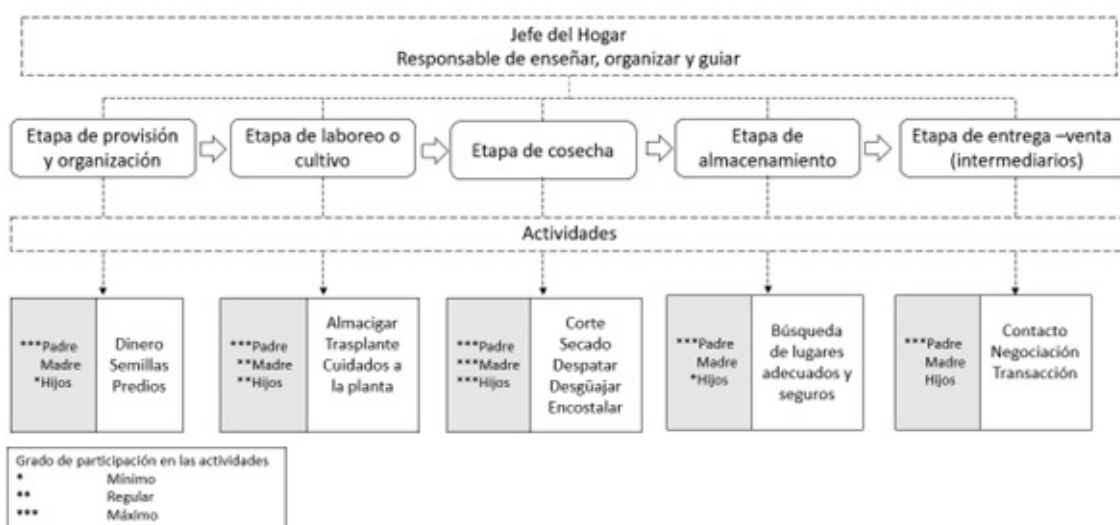 Jefe del Hogar
Responsable de enseñar, organizar y guiar
Etapa de provisión
y organización
Etapa de laboreo o
cultivo
Etapa de cosecha
Etapa de
almacenamiento
Etapa de entrega –venta
(intermediarios)
Actividades
***Padre
Madre
*Hijos
Dinero
Semillas
Predios
***Padre
**Madre
**Hijos
Almacigar
Trasplante
Cuidados a
la planta
***Padre
***Madre
***Hijos
Corte
Secado
Despatar
Desgüajar
Encostalar
***Padre
Madre
*Hijos
Búsqueda
de lugares
adecuados y
seguros
***Padre
Madre
Hijos
Contacto
Negociación
Transacción
Grado de participación en las actividades
* Mínimo
** Regular
*** Máximo